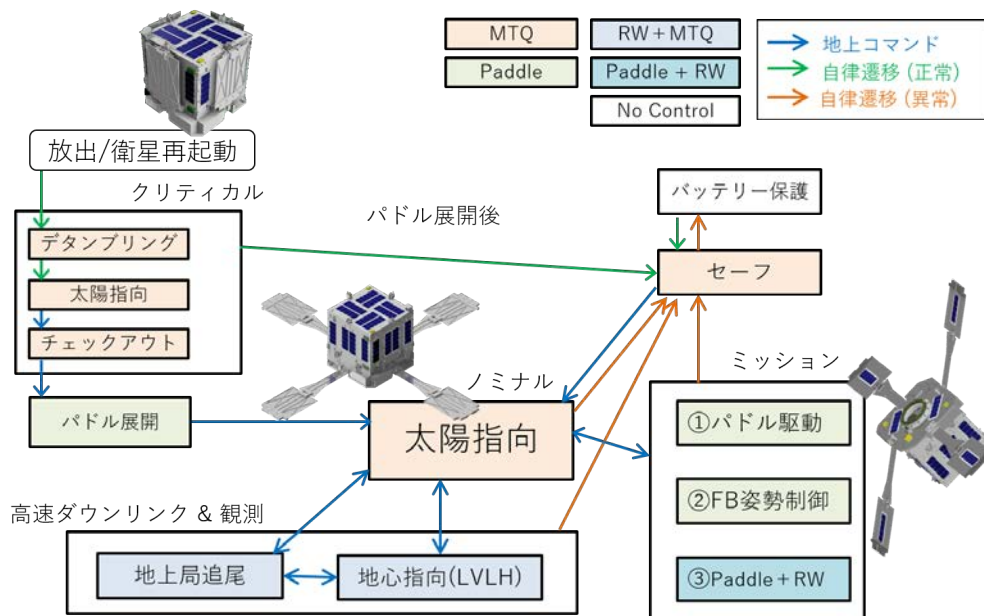 MTQ
RW+MTQ
Paddle
Paddle + RW
No Control
地上コマンド
自律遷移 (正常)
自律遷移 (異常)
放出/衛星再起動
クリティカル
デタンブリング
太陽指向
チェックアウト
パドル展開
パドル展開後
バッテリー保護
セーフ
ノミナル
太陽指向
ミッション
①パドル駆動
②FB姿勢制御
③Paddle+RW
高速ダウンリンク & 観測
地上局追尾
地心指向(LVLH)